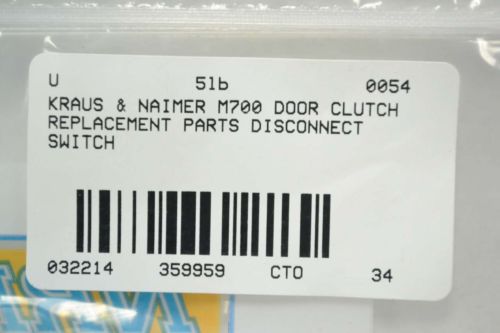 U 51b 0054
KRAUS & NAIMER M700 DOOR CLUTCH
REPLACEMENT PARTS DISCONNECT
SWITCH
032214 359959 CTO 34